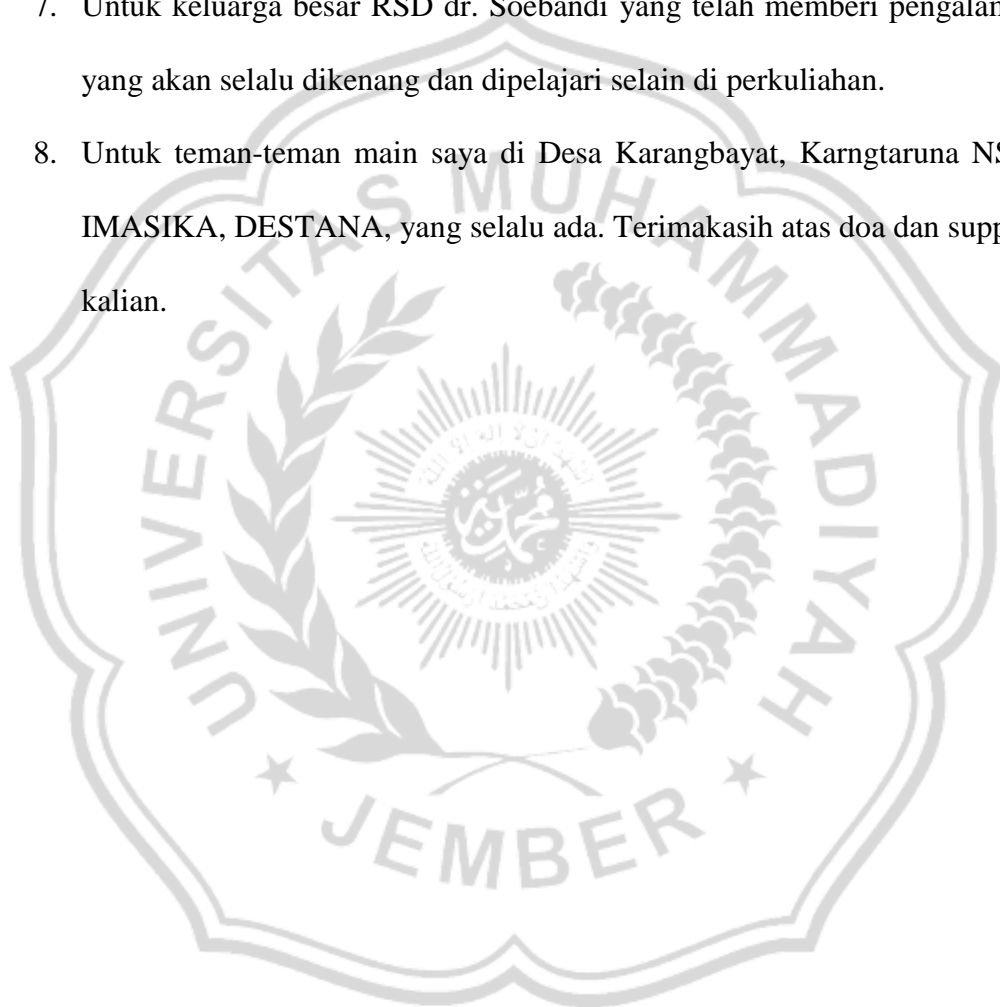 7. Untuk keluarga besar RSD dr. Soebandi yang telah memberi
yang akan selalu dikenang dan dipelajari selain di perkuliahan.
8. Untuk teman-teman main saya di Desa Karangbayat, Karngtaruna
IMASIKA, DESTANA, yang selalu ada. Terimakasih atas doa dan
kalian.
UNIVERSITAS MUHAMMADIYAH
JEMBER